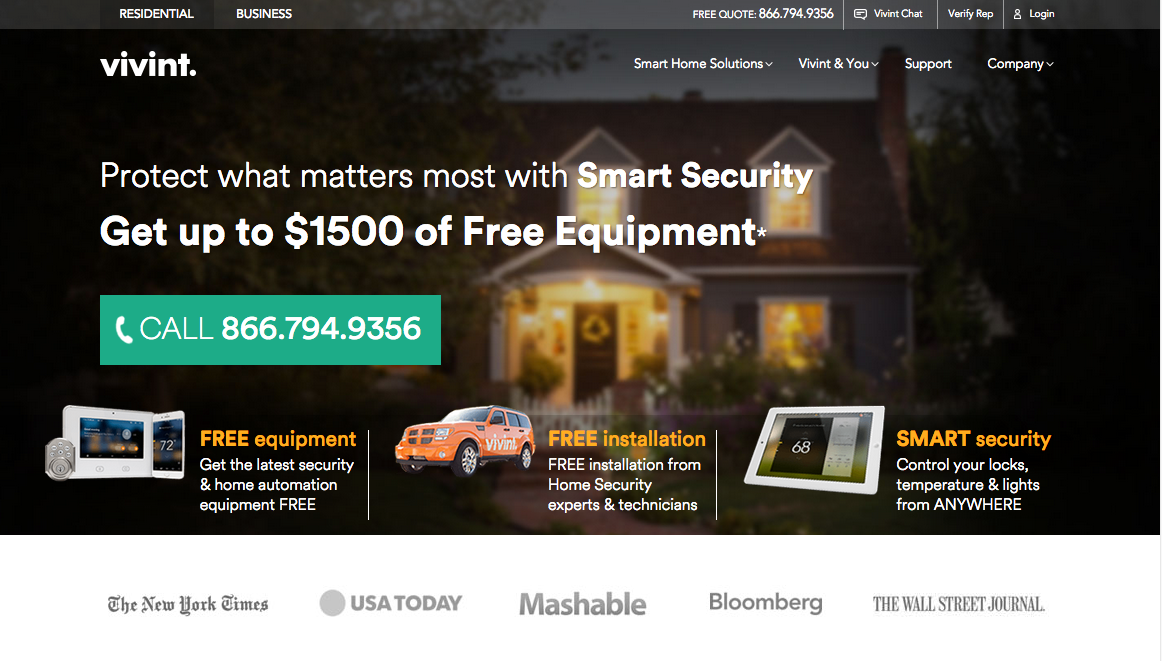 RESIDENTIAL
BUSINESS
FREE QUOTE: 866.794.9356
Vivint Chat
Verify Rep
Login
vivint.
Smart Home Solutions
Vivint & You
Support
Company
Protect what matters most with Smart Security
Get up to $1500 of Free Equipment*
CALL 866.794.9356
72
FREE equipment
Get the latest security
& home automation
equipment FREE
vivint.
FREE installation
FREE installation from
Home Security
experts & technicians
68
SMART security
Control your locks,
temperature & lights
from ANYWHERE
The New York Times
USA TODAY
Mashable
Bloomberg
THE WALL STREET JOURNAL.